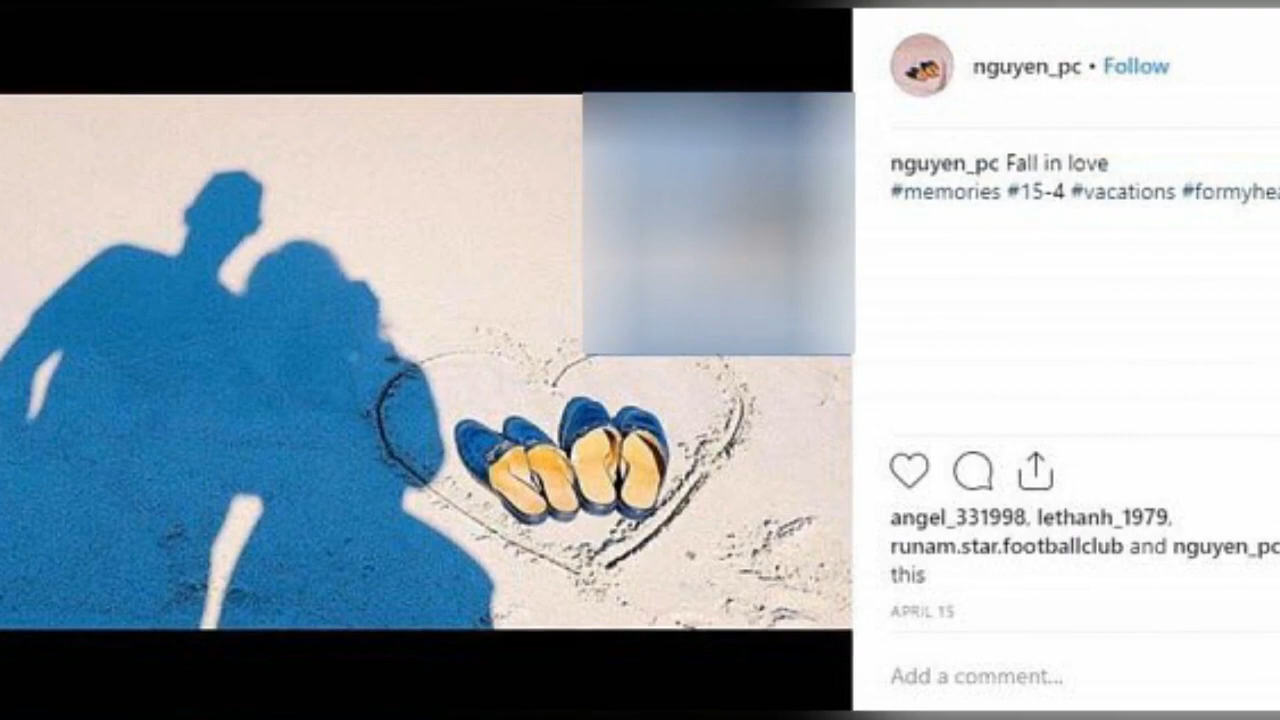 nguyen_pc • Follow
nguyen_pc Fall in love
#memories #15-4 #vacations
angel_331998, lethanh_1979,
runam.star.footballclub and nguyen_pc
this
APRIL 15
Add a comment...